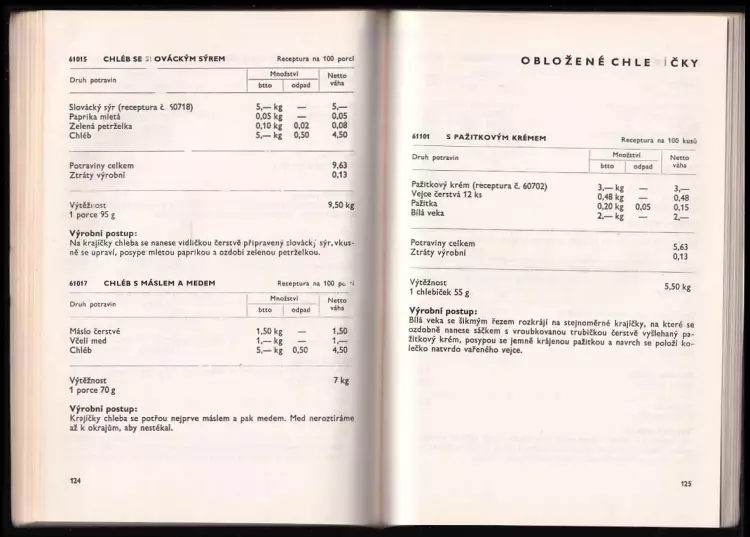 61015 CHLÉB SE SLOVÁCKÝM SÝREM Receptura na 100 porcí
Druh potravin Množství Netto
btto odpad váha
Slovácký sýr (receptura č. 10718) 5,— kg — 5,—
Paprika mletá 0,05 kg — 0,05
Zelená petrželka 0,10 kg 0,02 0,08
Chléb 5,— kg 0,50 4,50
Potraviny celkem 9,63
Ztráty výrobní 0,13
Výtěžnost 9,50 kg
1 porce 95 g
Výrobní postup:
Na krajíčky chleba se nanese vidličkou čerstvě připravený slovácký sýr, vkus-
ně se upraví, posype mletou paprikou a ozdobí zelenou petrželkou.
61017 CHLÉB S MÁSLEM A MEDEM Receptura na 100 porcí
Druh potravin Množství Netto
btto odpad váha
Máslo čerstvé 1,50 kg — 1,50
Včelí med 1,— kg — 1,—
Chléb 5,— kg 0,50 4,50
Výtěžnost 7 kg
1 porce 70 g
Výrobní postup:
Krajíčky chleba se potřou nejprve máslem a pak medem. Med neroztíráme
až k okrajům, aby nestékal.
124
OBLOŽENÉ CHLEBÍČKY
61101 S PAŽITKOVÝM KRÉMEM Receptura na 100 kusů
Druh potravin Množství Netto
btto odpad váha
Pažitkový krém (receptura č. 60702) 3,— kg — 3,—
Vejce čerstvá 12 ks 0,48 kg — 0,48
Pažitka 0,20 kg 0,05 0,15
Bílá veka 2,— kg — 2,—
Potraviny celkem 5,63
Ztráty výrobní 0,13
Výtěžnost 5,50 kg
1 chlebíček 55 g
Výrobní postup:
Bílá veka se šikmým řezem rozkrájí na stejnoměrné krajíčky, na které se
ozdobně nanese sáčkem s vroubkovanou trubičkou čerstvě vyšlehaný pa-
žitkový krém, posypou se jemně krájenou pažitkou a navrch se položí ko-
lečko natvrdo vařeného vejce.
125